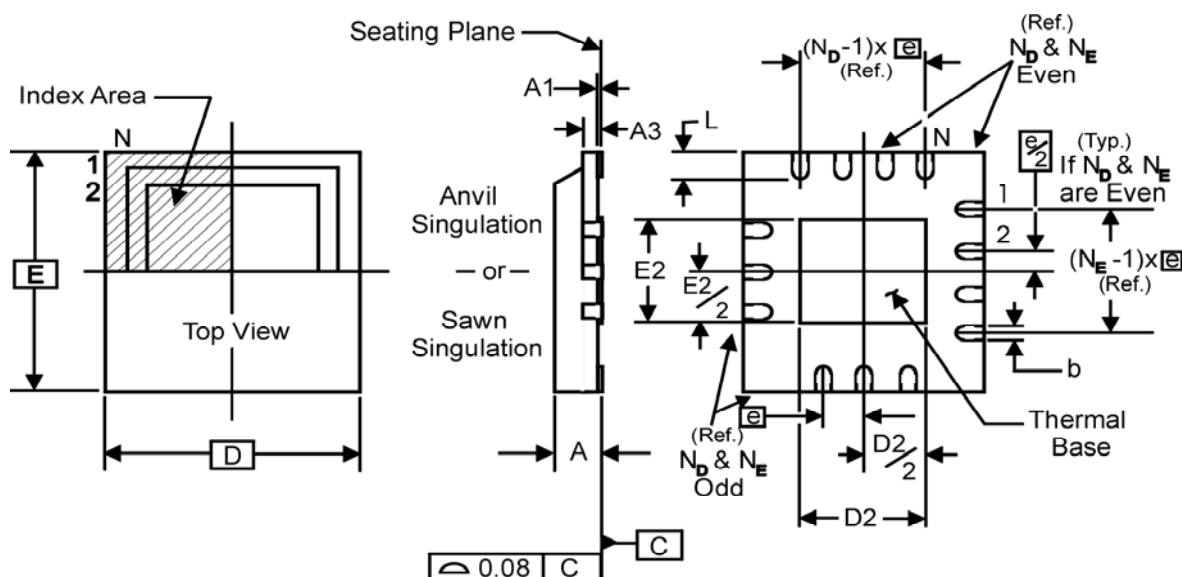 Seating Plane
A1
A3
Index Area
N
1
2
E
Top View
D
Anvil
Singulation
— or —
Sawn
Singulation
A
C
⌓ 0.08 C
(N_D-1)x e
(Ref.)
(Ref.)
N_D & N_E
Even
L
N
e/2
(Typ.)
If N_D & N_E
are Even
1
2
(N_E-1)x e
(Ref.)
b
E2
E2/2
Thermal
Base
e
(Ref.)
N_D & N_E
Odd
D2/2
D2